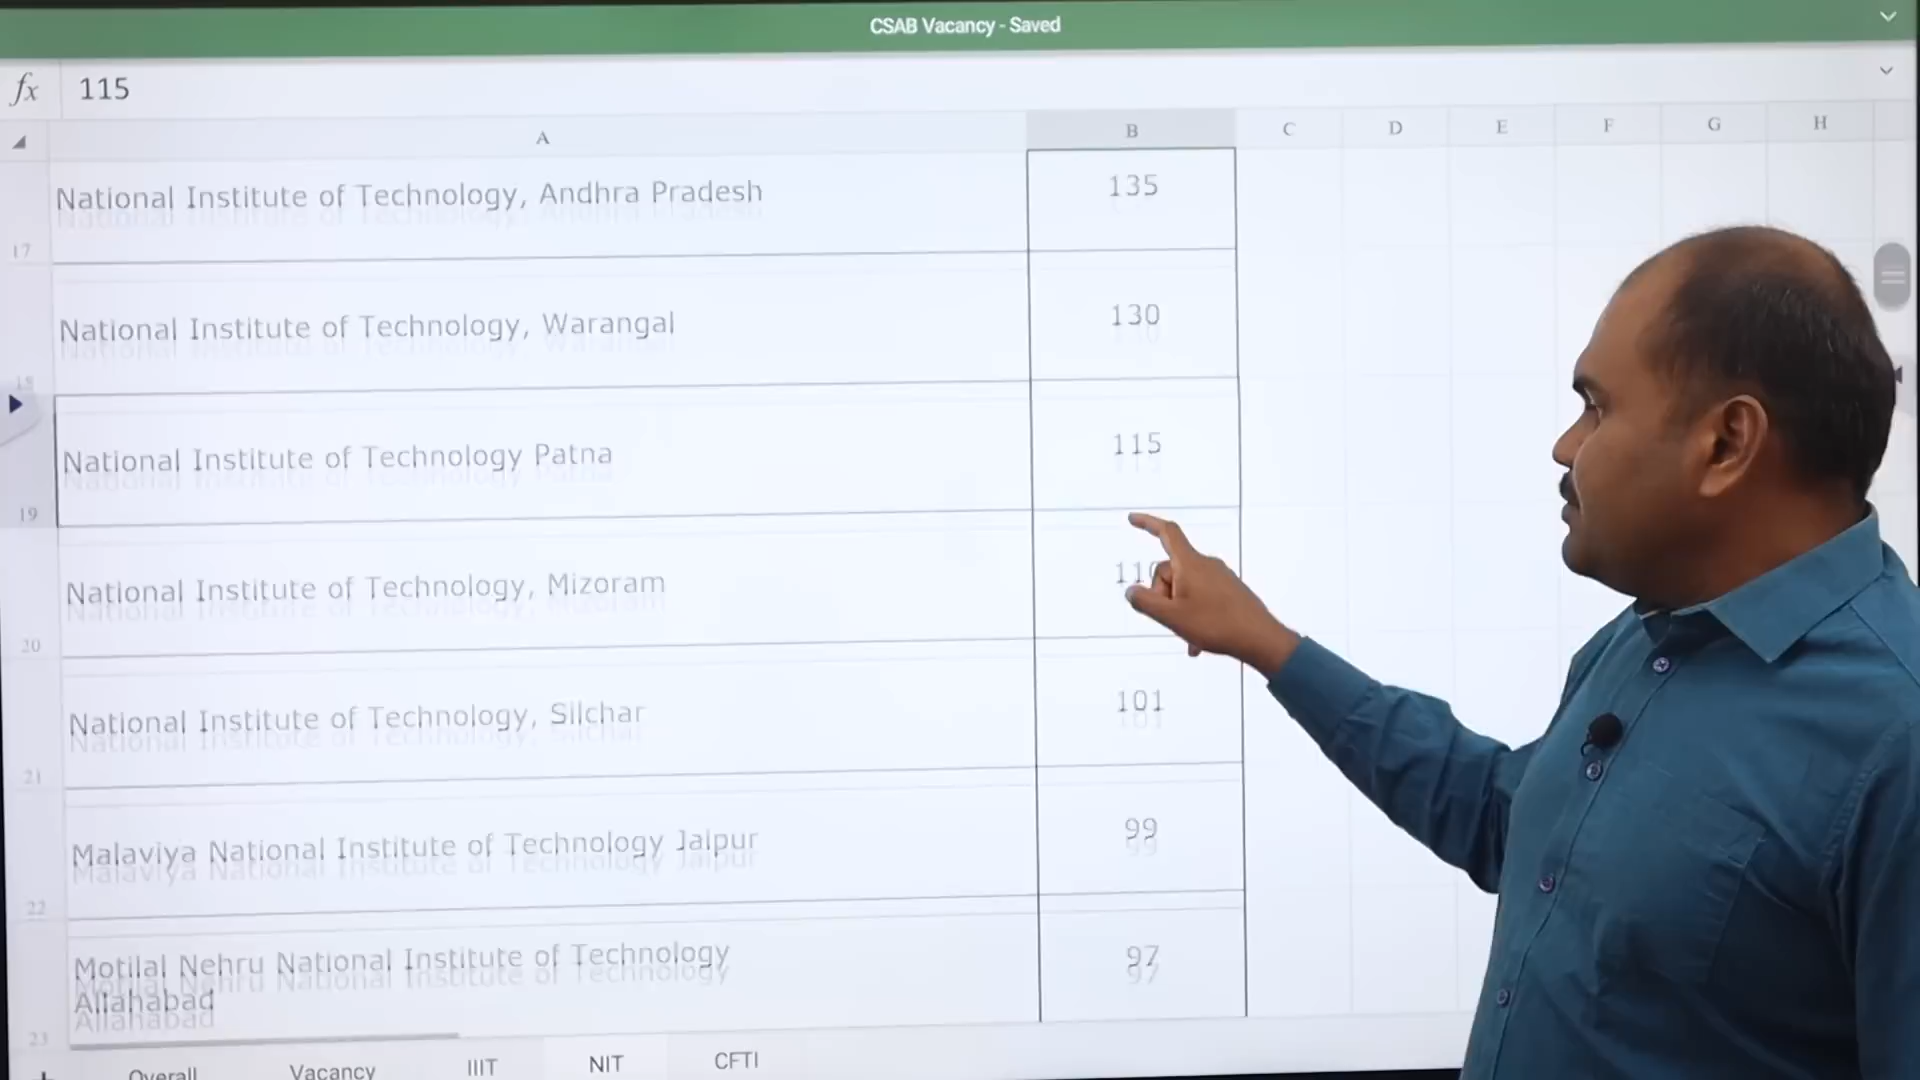 CSAB Vacancy - Saved
fx 115
A B C D E F G H
National Institute of Technology, Andhra Pradesh 135
17
National Institute of Technology, Warangal 130
18
National Institute of Technology Patna 115
19
National Institute of Technology, Mizoram 110
20
National Institute of Technology, Silchar 101
21
Malaviya National Institute of Technology Jaipur 99
22
Motilal Nehru National Institute of Technology 97
Allahabad
23
+ Overall Vacancy IIIT NIT CFTI